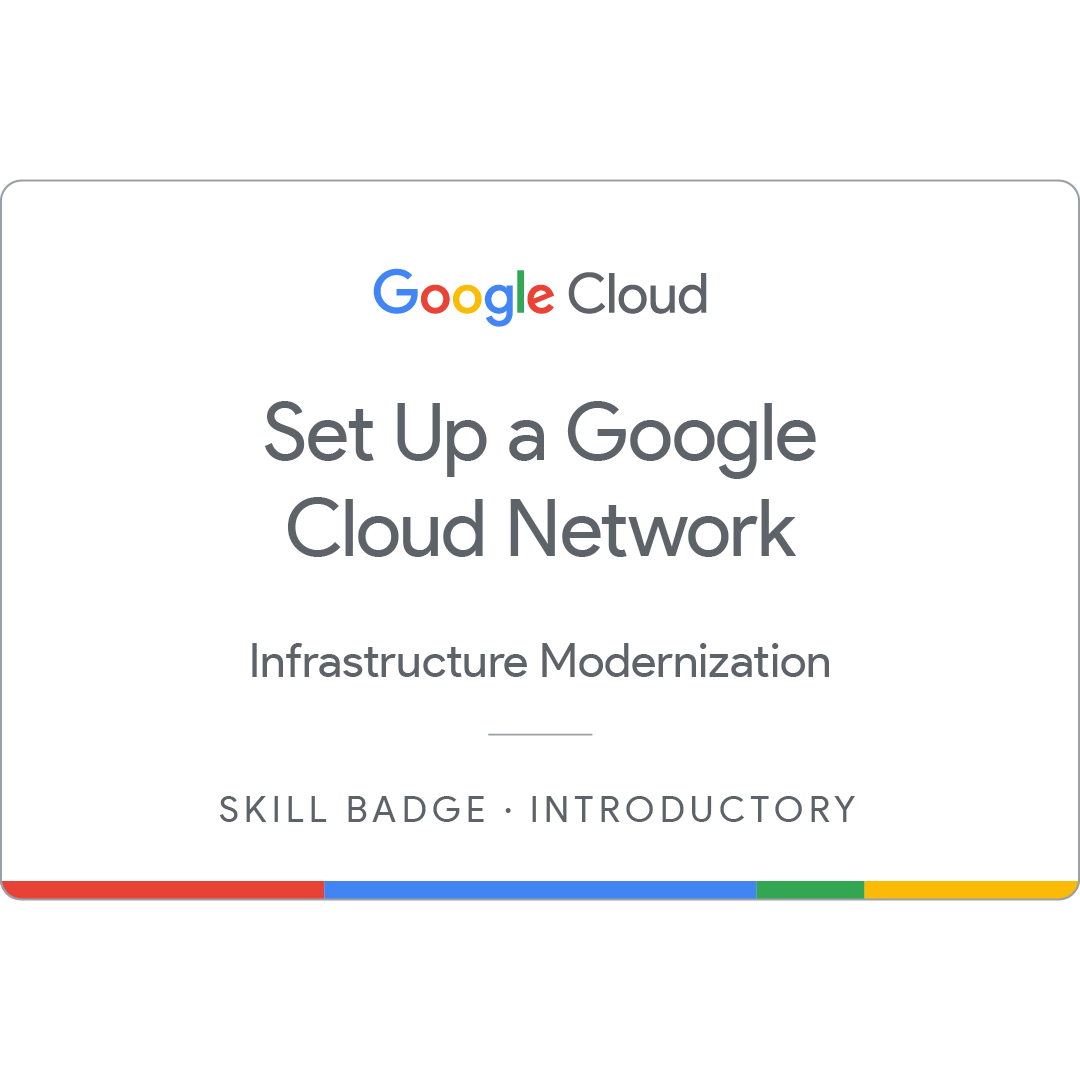 Google Cloud
Set Up a Google
Cloud Network
Infrastructure Modernization
SKILL BADGE · INTRODUCTORY